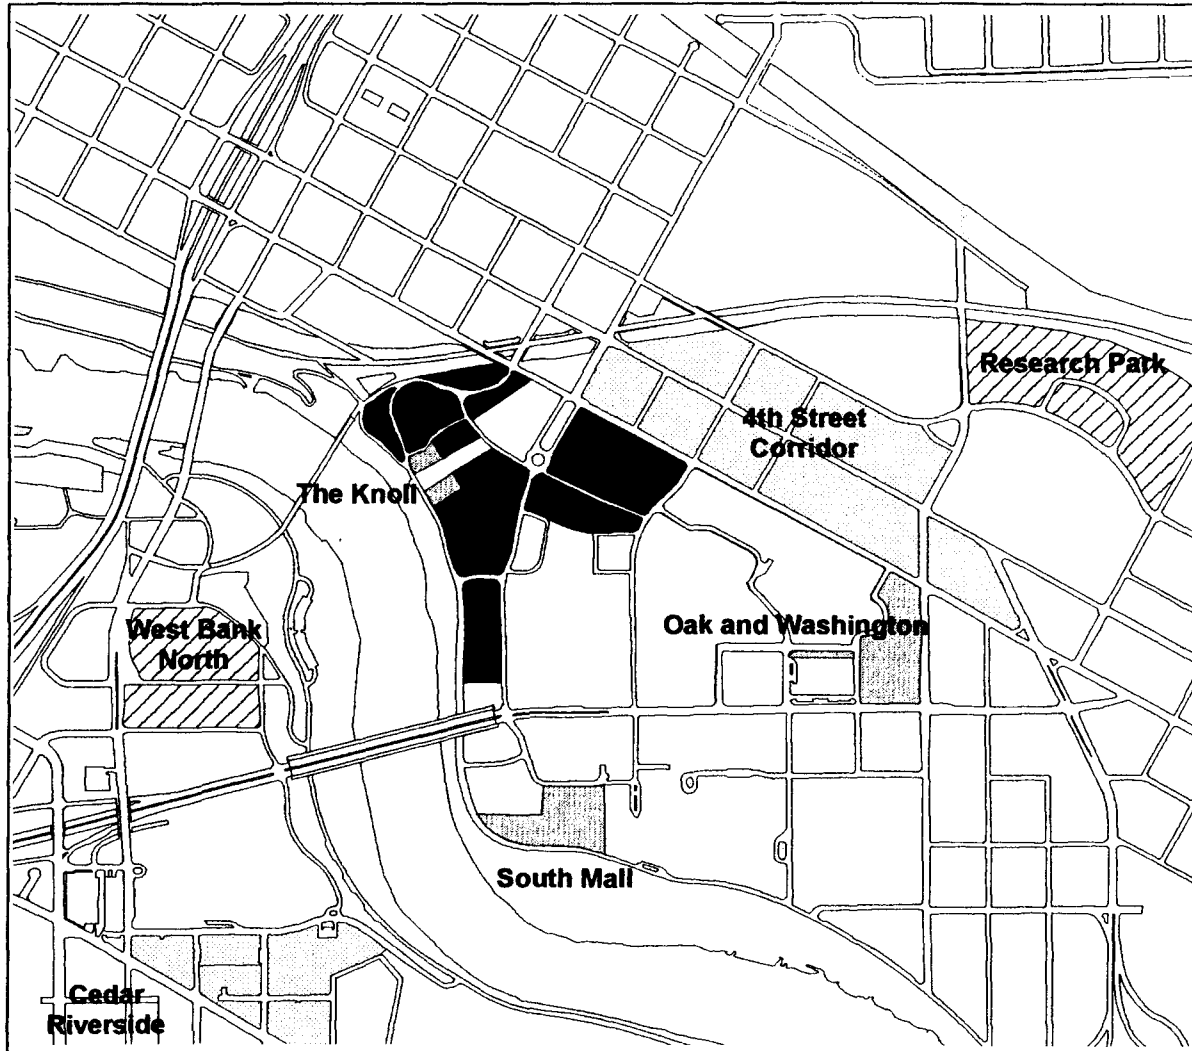 Research Park
4th Street
Corridor
The Knoll
West Bank
North
Oak and Washington
South Mall
Cedar
Riverside